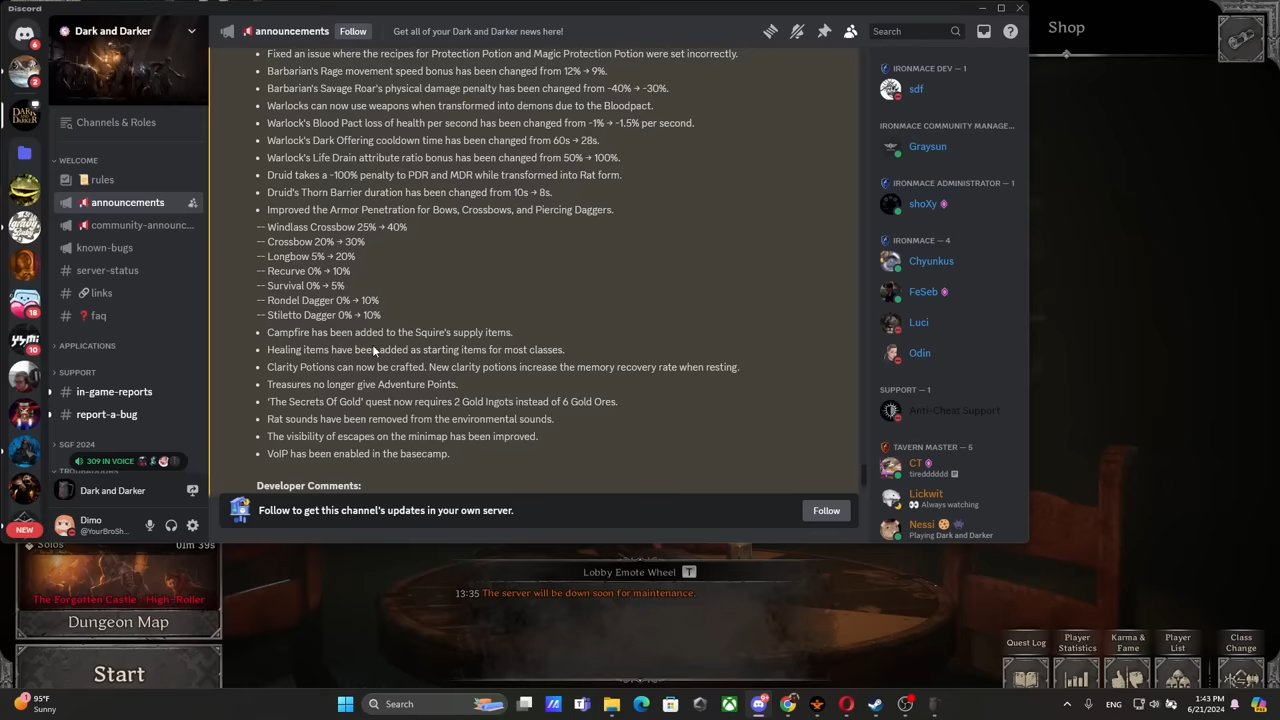 Discord
Dark and Darker
announcements
Follow
Get all of your Dark and Darker news here!
Search
Shop
6
2
18
10
NEW
Channels & Roles
WELCOME
rules
announcements
community-announc...
known-bugs
server-status
links
faq
APPLICATIONS
SUPPORT
in-game-reports
report-a-bug
SGF 2024
309 IN VOICE
Dark and Darker
Dimo
@YourBroSh...
• Fixed an issue where the recipes for Protection Potion and Magic Protection Potion were set incorrectly.
• Barbarian's Rage movement speed bonus has been changed from 12% → 9%.
• Barbarian's Savage Roar's physical damage penalty has been changed from -40% → -30%.
• Warlocks can now use weapons when transformed into demons due to the Bloodpact.
• Warlock's Blood Pact loss of health per second has been changed from -1% → -1.5% per second.
• Warlock's Dark Offering cooldown time has been changed from 60s → 28s.
• Warlock's Life Drain attribute ratio bonus has been changed from 50% → 100%.
• Druid takes a -100% penalty to PDR and MDR while transformed into Rat form.
• Druid's Thorn Barrier duration has been changed from 10s → 8s.
• Improved the Armor Penetration for Bows, Crossbows, and Piercing Daggers.
-- Windlass Crossbow 25% → 40%
-- Crossbow 20% → 30%
-- Longbow 5% → 20%
-- Recurve 0% → 10%
-- Survival 0% → 5%
-- Rondel Dagger 0% → 10%
-- Stiletto Dagger 0% → 10%
• Campfire has been added to the Squire's supply items.
• Healing items have been added as starting items for most classes.
• Clarity Potions can now be crafted. New clarity potions increase the memory recovery rate when resting.
• Treasures no longer give Adventure Points.
• 'The Secrets Of Gold' quest now requires 2 Gold Ingots instead of 6 Gold Ores.
• Rat sounds have been removed from the environmental sounds.
• The visibility of escapes on the minimap has been improved.
• VoIP has been enabled in the basecamp.
Developer Comments:
Follow to get this channel's updates in your own server.
Follow
IRONMACE DEV — 1
sdf
IRONMACE COMMUNITY MANAGE...
Graysun
IRONMACE ADMINISTRATOR — 1
shoXy
IRONMACE — 4
Chyunkus
FeSeb
Luci
Odin
SUPPORT — 1
Anti-Cheat Support
TAVERN MASTER — 5
CT
tiredddddd
Lickwit
Always watching
Nessi
Playing Dark and Darker
Solos
01m 39s
The Forgotten Castle - High-Roller
Dungeon Map
Start
Lobby Emote Wheel T
13:35 The server will be down soon for maintenance.
Quest Log
Player Statistics
Karma & Fame
Player List
Class Change
1
95°F
Sunny
Search
ENG
1:43 PM
6/21/2024